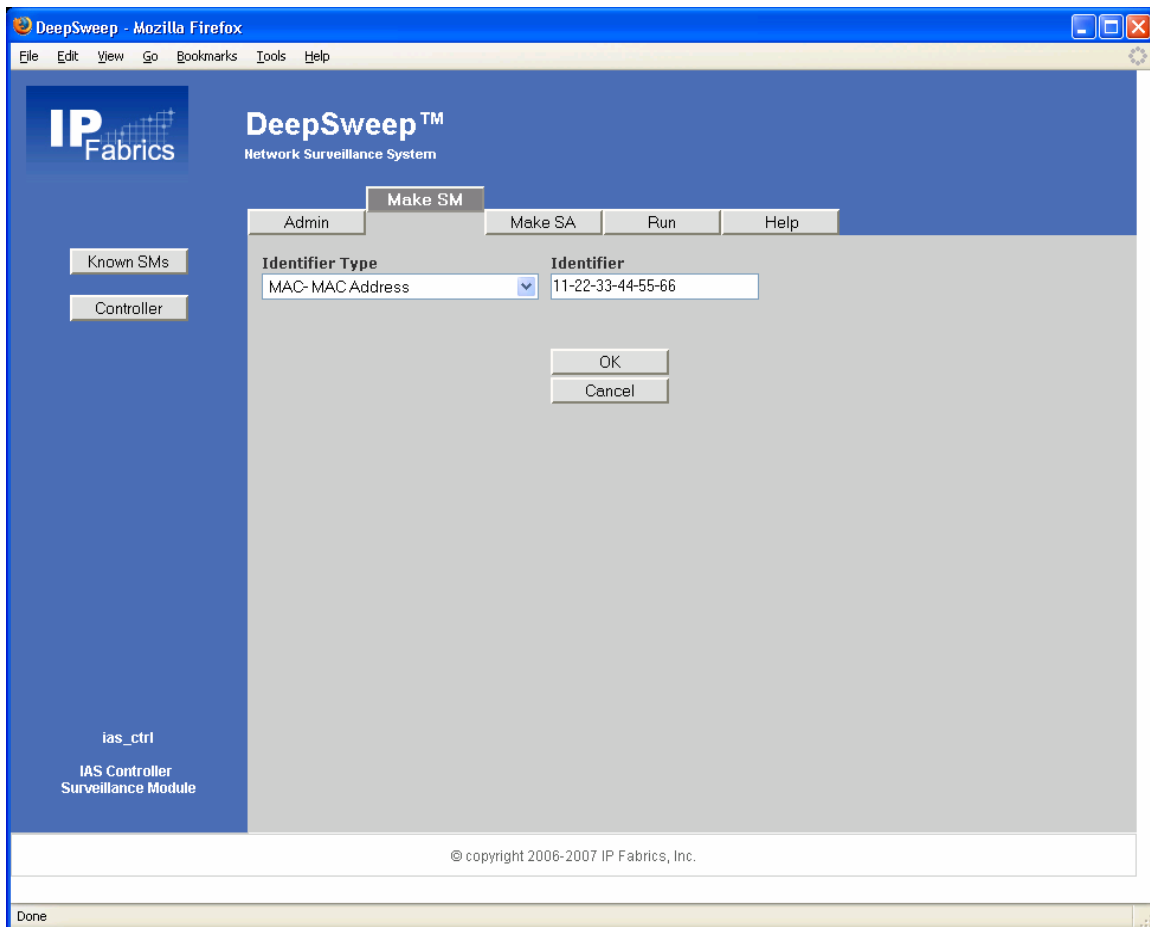 DeepSweep - Mozilla Firefox
File Edit View Go Bookmarks Tools Help
IP
Fabrics
DeepSweep™
Network Surveillance System
Make SM
Admin Make SA Run Help
Known SMs
Controller
Identifier Type Identifier
MAC- MAC Address 11-22-33-44-55-66
OK
Cancel
ias_ctrl
IAS Controller
Surveillance Module
© copyright 2006-2007 IP Fabrics, Inc.
Done